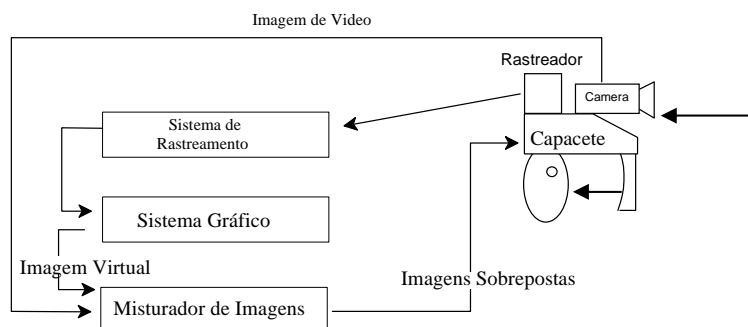 Imagem de Video
Rastreador
Camera
Sistema de
Rastreamento
Capacete
Sistema Gráfico
Imagem Virtual
Imagens Sobrepostas
Misturador de Imagens